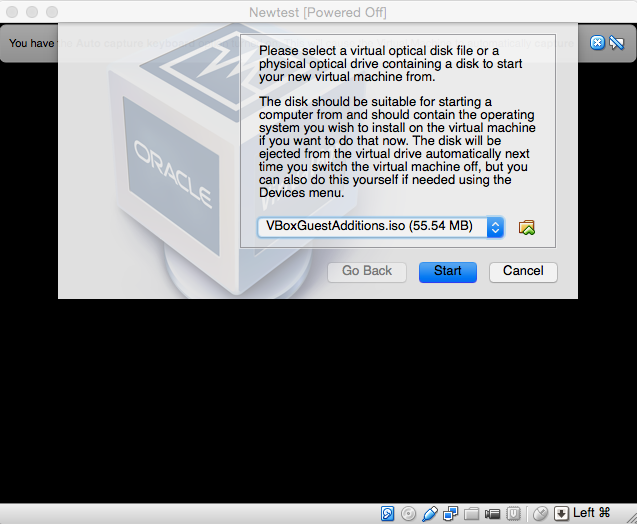 Newtest [Powered Off]
You have the Auto capture keyboard
Please select a virtual optical disk file or a
physical optical drive containing a disk to start
your new virtual machine from.
The disk should be suitable for starting a
computer from and should contain the operating
system you wish to install on the virtual machine
if you want to do that now. The disk will be
ejected from the virtual drive automatically next
time you switch the virtual machine off, but you
can also do this yourself if needed using the
Devices menu.
ORACLE
VBoxGuestAdditions.iso (55.54 MB)
Go Back
Start
Cancel
Left ⌘